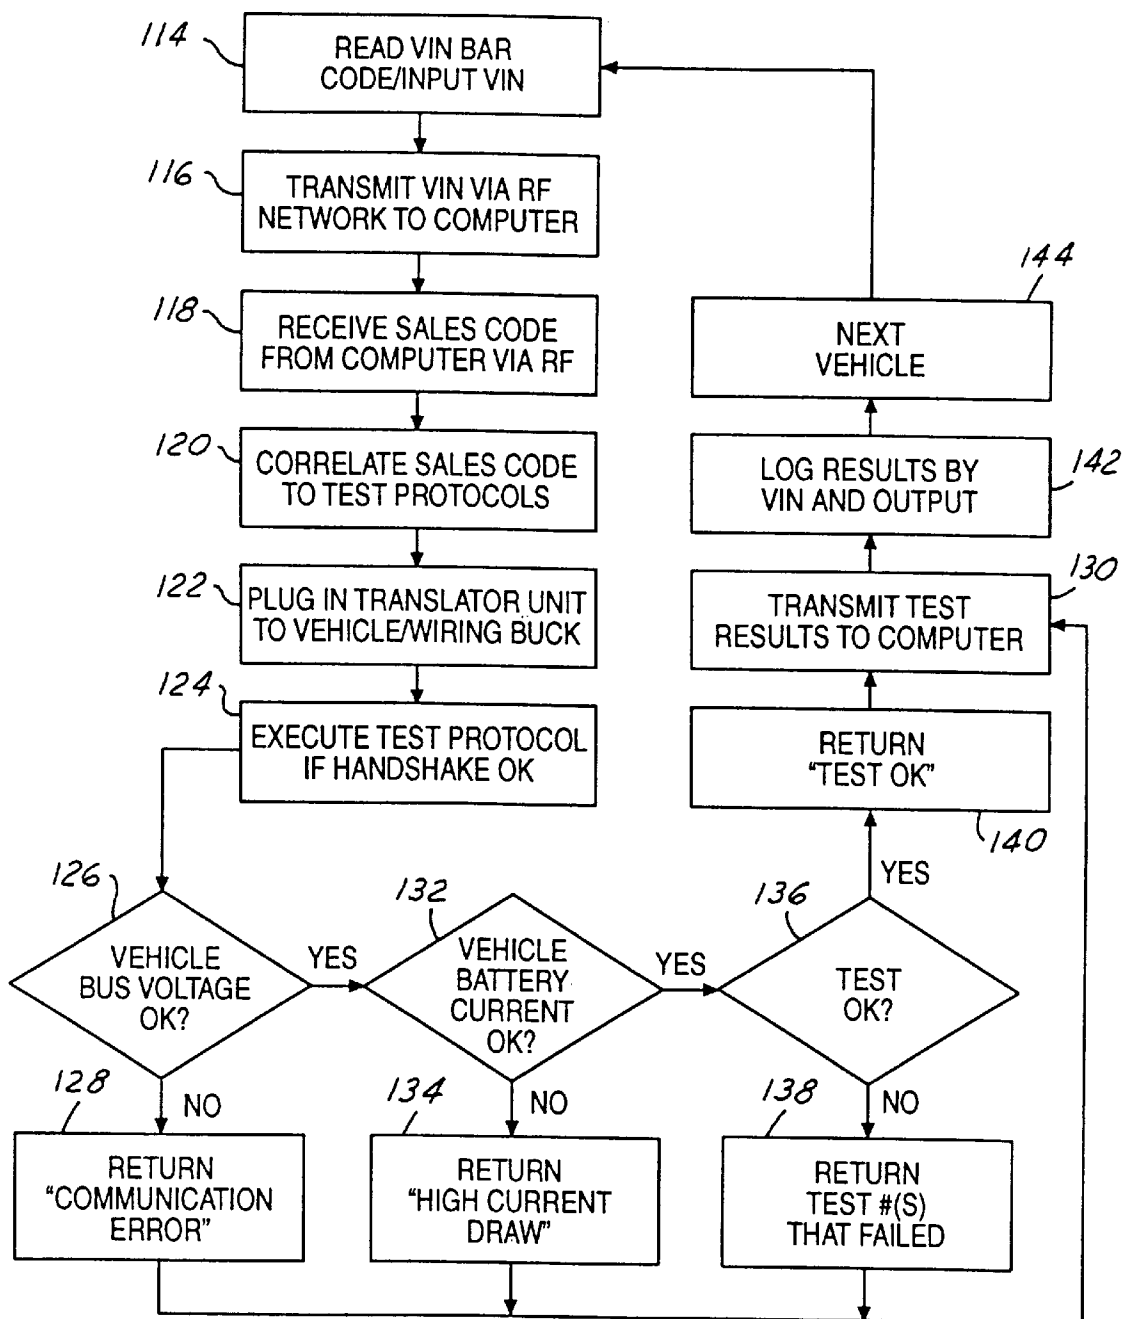 114
READ VIN BAR
CODE/INPUT VIN
116
TRANSMIT VIN VIA RF
NETWORK TO COMPUTER
118
RECEIVE SALES CODE
FROM COMPUTER VIA RF
120
CORRELATE SALES CODE
TO TEST PROTOCOLS
122
PLUG IN TRANSLATOR UNIT
TO VEHICLE/WIRING BUCK
124
EXECUTE TEST PROTOCOL
IF HANDSHAKE OK
126
VEHICLE
BUS VOLTAGE
OK?
YES
NO
128
RETURN
“COMMUNICATION
ERROR”
132
VEHICLE
BATTERY
CURRENT
OK?
YES
NO
134
RETURN
“HIGH CURRENT
DRAW”
136
TEST
OK?
YES
NO
138
RETURN
TEST #(S)
THAT FAILED
140
RETURN
“TEST OK”
130
TRANSMIT TEST
RESULTS TO COMPUTER
142
LOG RESULTS BY
VIN AND OUTPUT
144
NEXT
VEHICLE